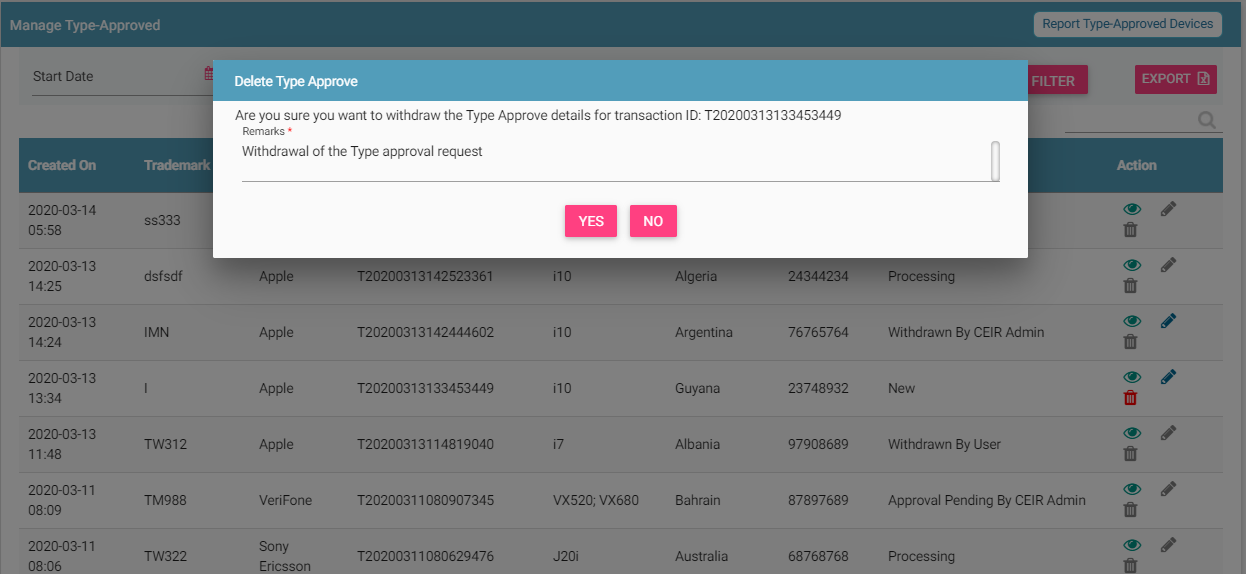 Manage Type-Approved
Report Type-Approved Devices
Start Date
FILTER
EXPORT
Delete Type Approve
Are you sure you want to withdraw the Type Approve details for transaction ID: T20200313133453449
Remarks *
Withdrawal of the Type approval request
YES NO
Created On Trademark Action
2020-03-14
05:58
ss333
2020-03-13
14:25
dsfsdf Apple T20200313142523361 i10 Algeria 24344234 Processing
2020-03-13
14:24
IMN Apple T20200313142444602 i10 Argentina 76765764 Withdrawn By CEIR Admin
2020-03-13
13:34
I Apple T20200313133453449 i10 Guyana 23748932 New
2020-03-13
11:48
TW312 Apple T20200313114819040 i7 Albania 97908689 Withdrawn By User
2020-03-11
08:09
TM988 VeriFone T20200311080907345 VX520; VX680 Bahrain 87897689 Approval Pending By CEIR Admin
2020-03-11
08:06
TW322 Sony
Ericsson
T20200311080629476 J20i Australia 68768768 Processing